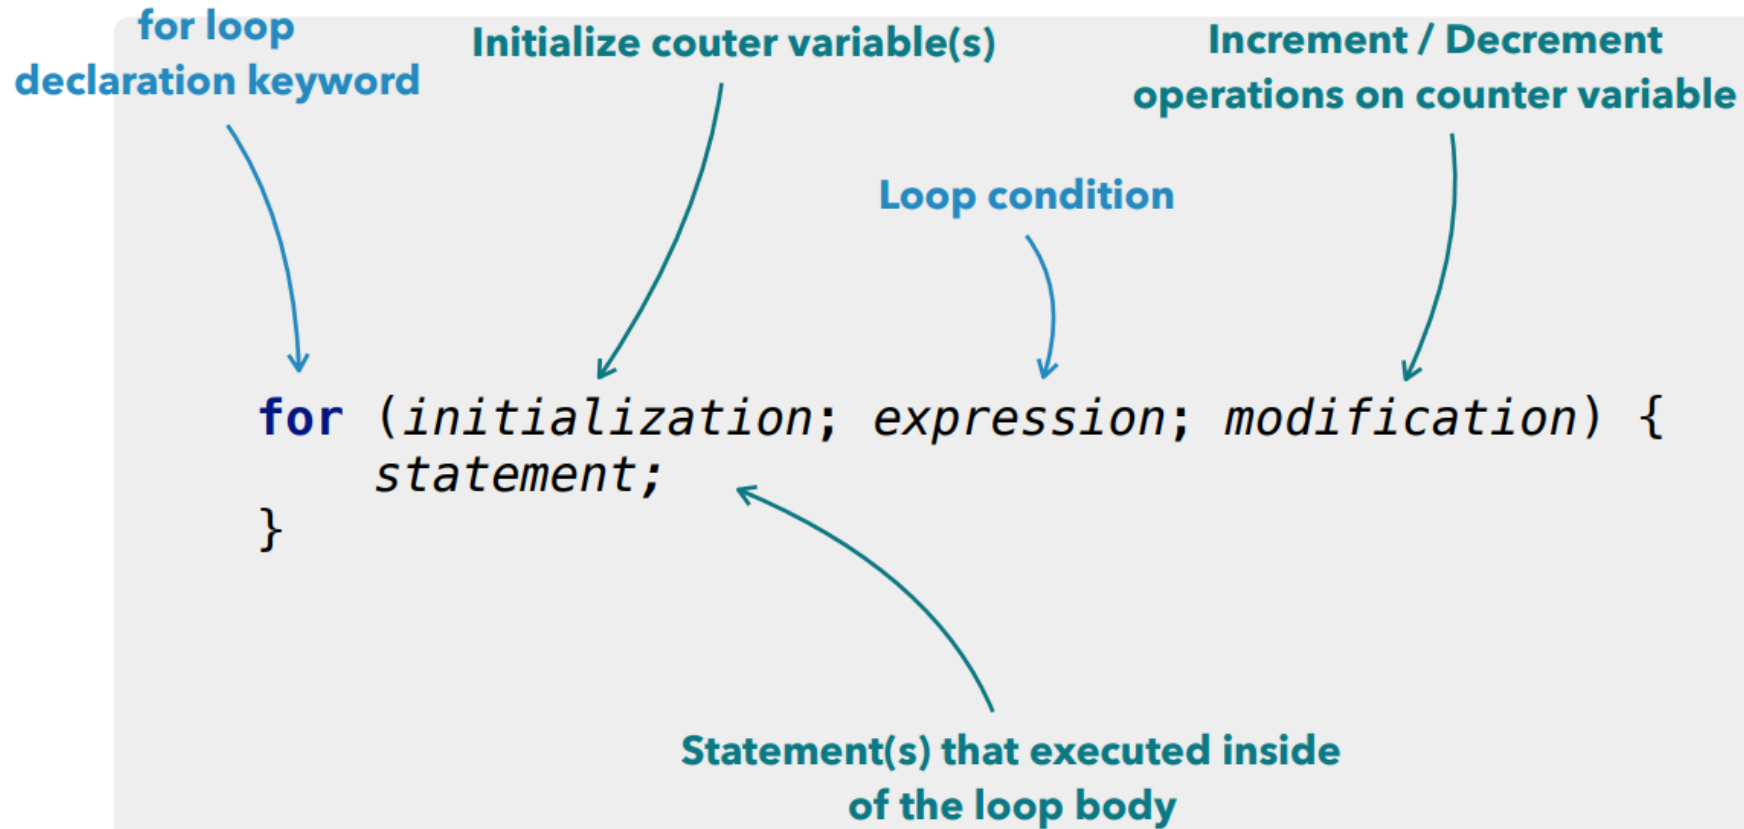 for loop
declaration keyword
Initialize couter variable(s)
Increment / Decrement
operations on counter variable
Loop condition
for (initialization; expression; modification) {
statement;
}
Statement(s) that executed inside
of the loop body